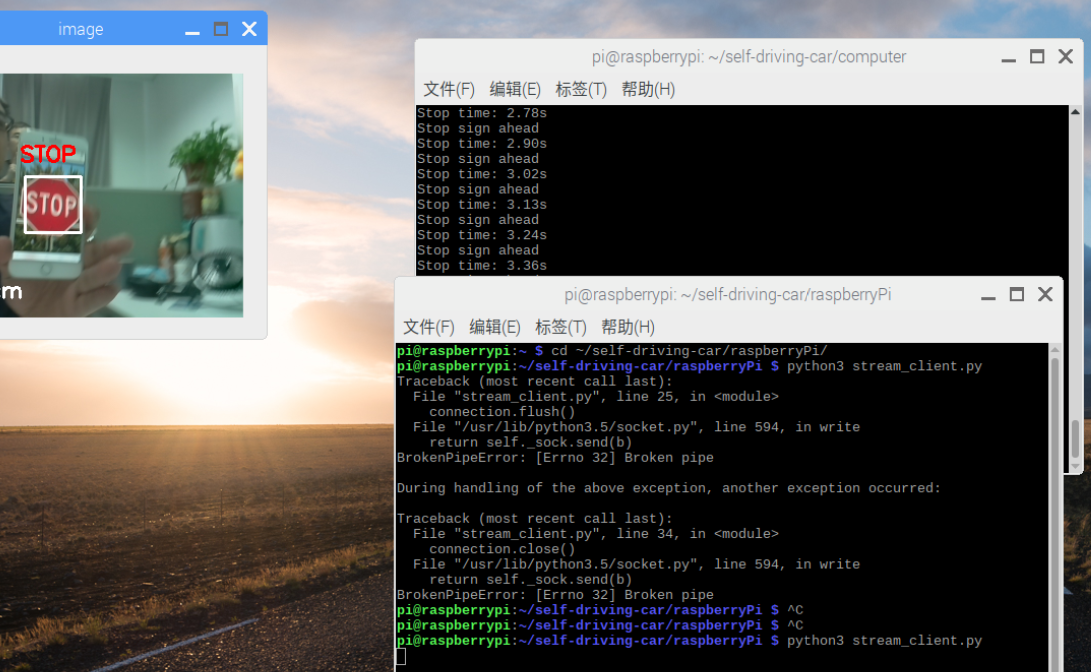 image
STOP
STOP
cm
pi@raspberrypi: ~/self-driving-car/computer
文件(F) 编辑(E) 标签(T) 帮助(H)
Stop time: 2.78s
Stop sign ahead
Stop time: 2.90s
Stop sign ahead
Stop time: 3.02s
Stop sign ahead
Stop time: 3.13s
Stop sign ahead
Stop time: 3.24s
Stop sign ahead
Stop time: 3.36s
pi@raspberrypi: ~/self-driving-car/raspberryPi
文件(F) 编辑(E) 标签(T) 帮助(H)
pi@raspberrypi:~ $ cd ~/self-driving-car/raspberryPi/
pi@raspberrypi:~/self-driving-car/raspberryPi $ python3 stream_client.py
Traceback (most recent call last):
  File "stream_client.py", line 25, in <module>
    connection.flush()
  File "/usr/lib/python3.5/socket.py", line 594, in write
    return self._sock.send(b)
BrokenPipeError: [Errno 32] Broken pipe

During handling of the above exception, another exception occurred:

Traceback (most recent call last):
  File "stream_client.py", line 34, in <module>
    connection.close()
  File "/usr/lib/python3.5/socket.py", line 594, in write
    return self._sock.send(b)
BrokenPipeError: [Errno 32] Broken pipe
pi@raspberrypi:~/self-driving-car/raspberryPi $ ^C
pi@raspberrypi:~/self-driving-car/raspberryPi $ ^C
pi@raspberrypi:~/self-driving-car/raspberryPi $ python3 stream_client.py